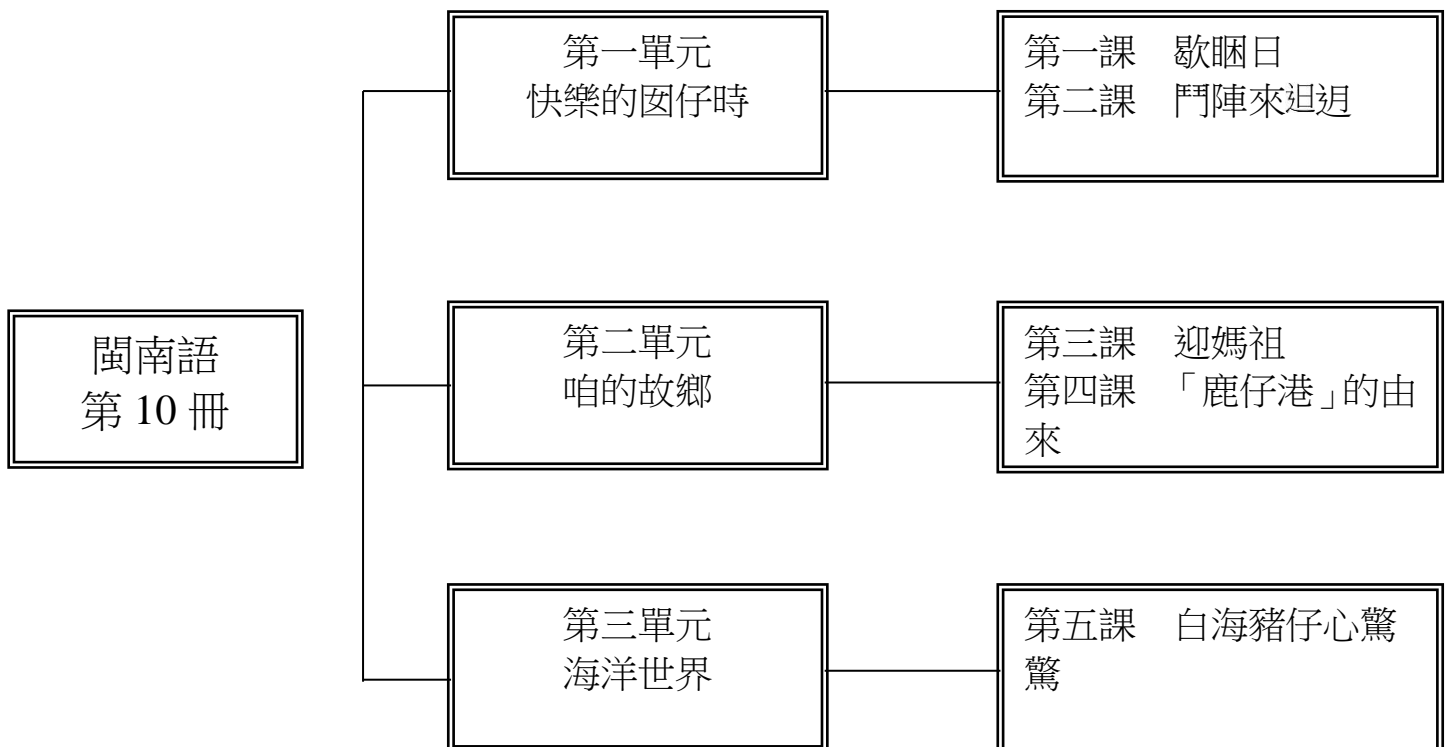 閩南語
第 10 冊
第一單元
快樂的囡仔時
第一課　歇睏日
第二課　鬥陣來𨑨迌
第二單元
咱的故鄉
第三課　迎媽祖
第四課　「鹿仔港」的由
來
第三單元
海洋世界
第五課　白海豬仔心驚
驚